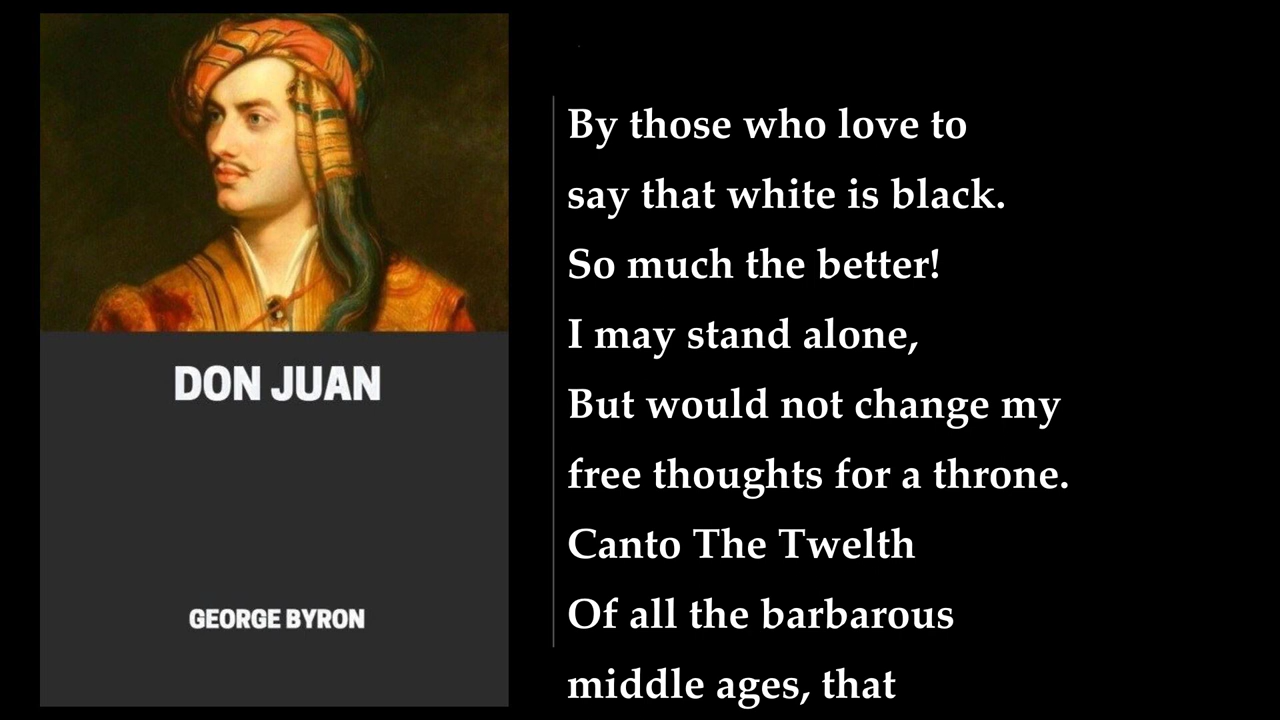 DON JUAN
GEORGE BYRON
By those who love to
say that white is black.
So much the better!
I may stand alone,
But would not change my
free thoughts for a throne.
Canto The Twelth
Of all the barbarous
middle ages, that